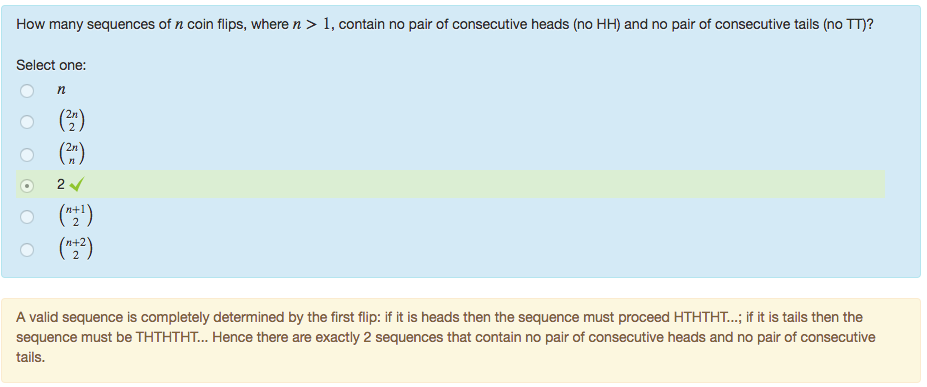 How many sequences of n coin flips, where n > 1, contain no pair of consecutive heads (no HH) and no pair of consecutive tails (no TT)?
Select one:
n
(2n 2)
(2n n)
2 ✓
(n+1 2)
(n+2 2)
A valid sequence is completely determined by the first flip: if it is heads then the sequence must proceed HTHTHT...; if it is tails then the
sequence must be THTHTHT... Hence there are exactly 2 sequences that contain no pair of consecutive heads and no pair of consecutive
tails.